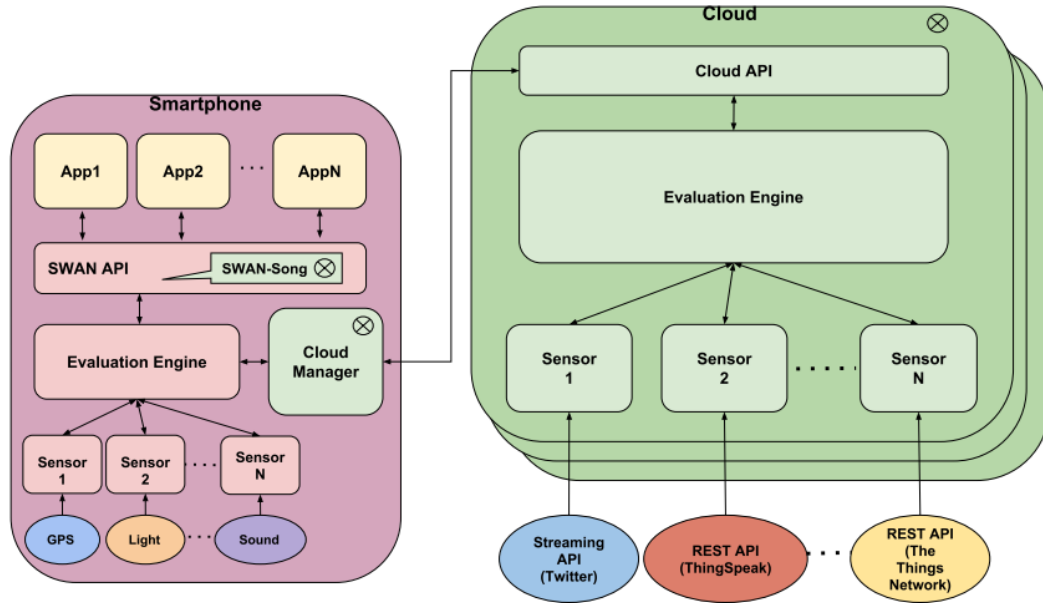 Smartphone
App1
App2
. . .
AppN
SWAN API
SWAN-Song
Evaluation Engine
Cloud
Manager
Sensor
1
Sensor
2
. . . . .
Sensor
N
GPS
Light
. . .
Sound
Cloud
Cloud API
Evaluation Engine
Sensor
1
Sensor
2
. . . . . .
Sensor
N
Streaming
API
(Twitter)
REST API
(ThingSpeak)
. . . . .
REST API
(The
Things
Network)